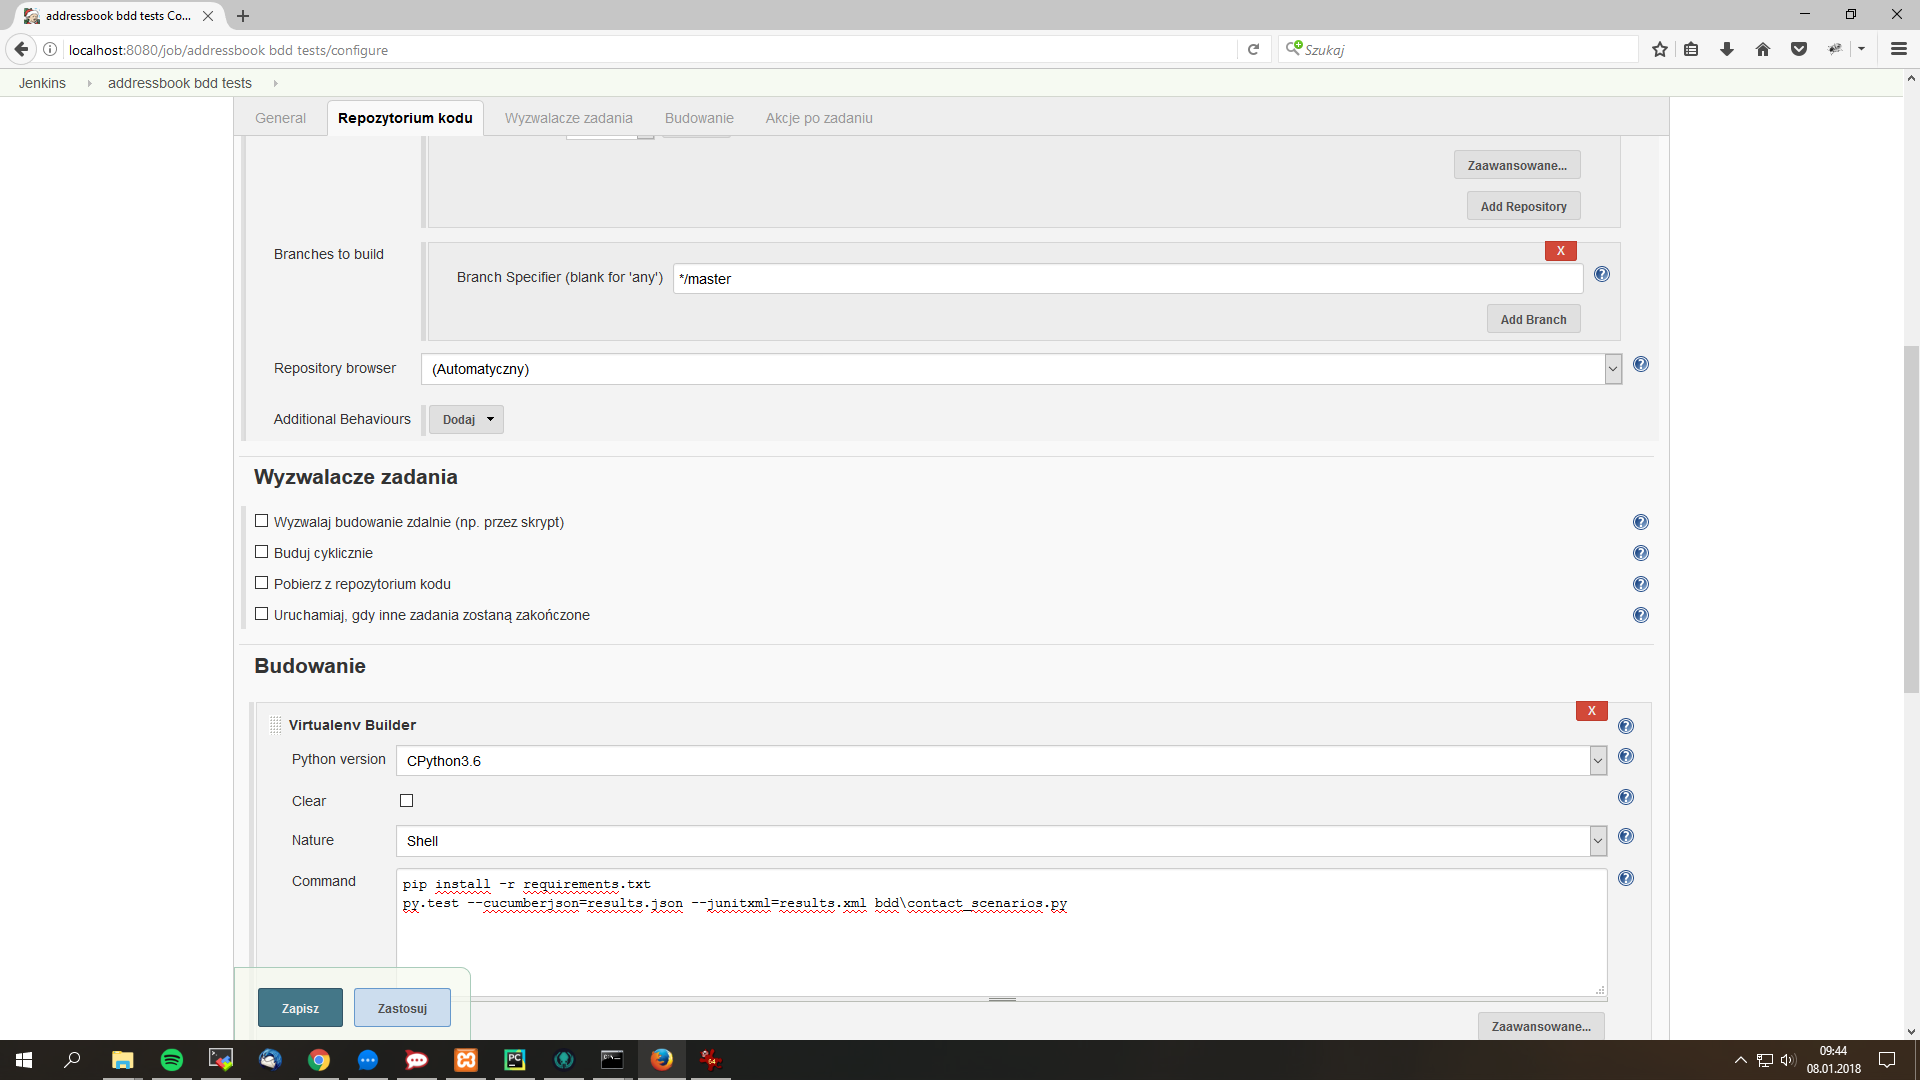 addressbook bdd tests Co...
localhost:8080/job/addressbook bdd tests/configure
Szukaj
Jenkins
addressbook bdd tests
General
Repozytorium kodu
Wyzwalacze zadania
Budowanie
Akcje po zadaniu
Zaawansowane...
Add Repository
Branches to build
X
Branch Specifier (blank for 'any')
*/master
Add Branch
Repository browser
(Automatyczny)
Additional Behaviours
Dodaj
Wyzwalacze zadania
Wyzwalaj budowanie zdalnie (np. przez skrypt)
Buduj cyklicznie
Pobierz z repozytorium kodu
Uruchamiaj, gdy inne zadania zostaną zakończone
Budowanie
X
Virtualenv Builder
Python version
CPython3.6
Clear
Nature
Shell
Command
pip install -r requirements.txt
py.test --cucumberjson=results.json --junitxml=results.xml bdd\contact_scenarios.py
Zapisz
Zastosuj
Zaawansowane...
PC
64
09:44
08.01.2018